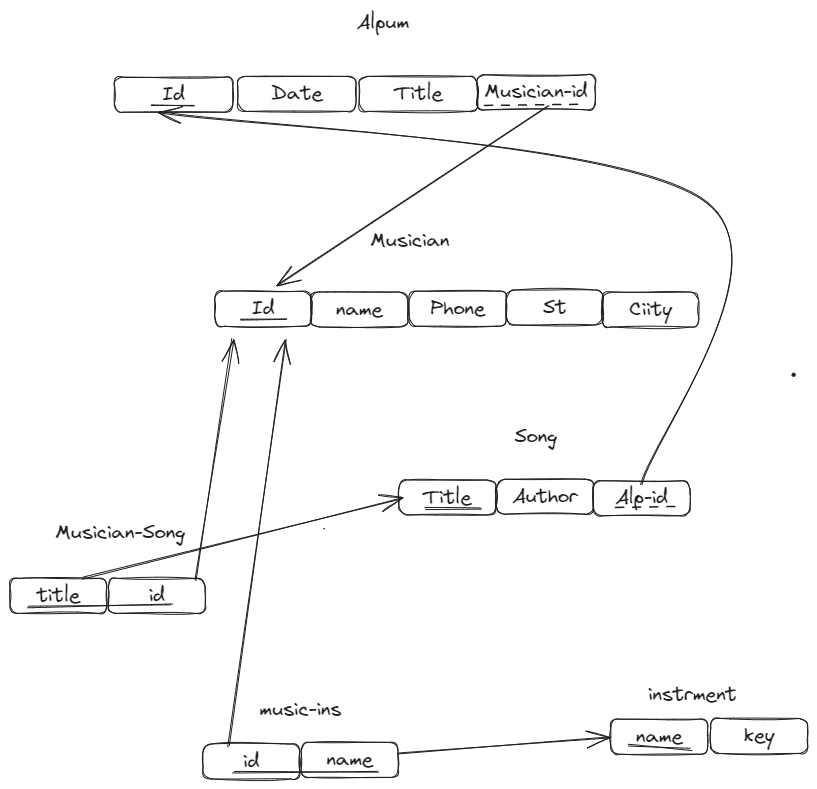 Alpum
Id Date Title Musician-id
Musician
Id name Phone St Ciity
Song
Title Author Alp-id
Musician-Song
title id
instrment
name key
music-ins
id name